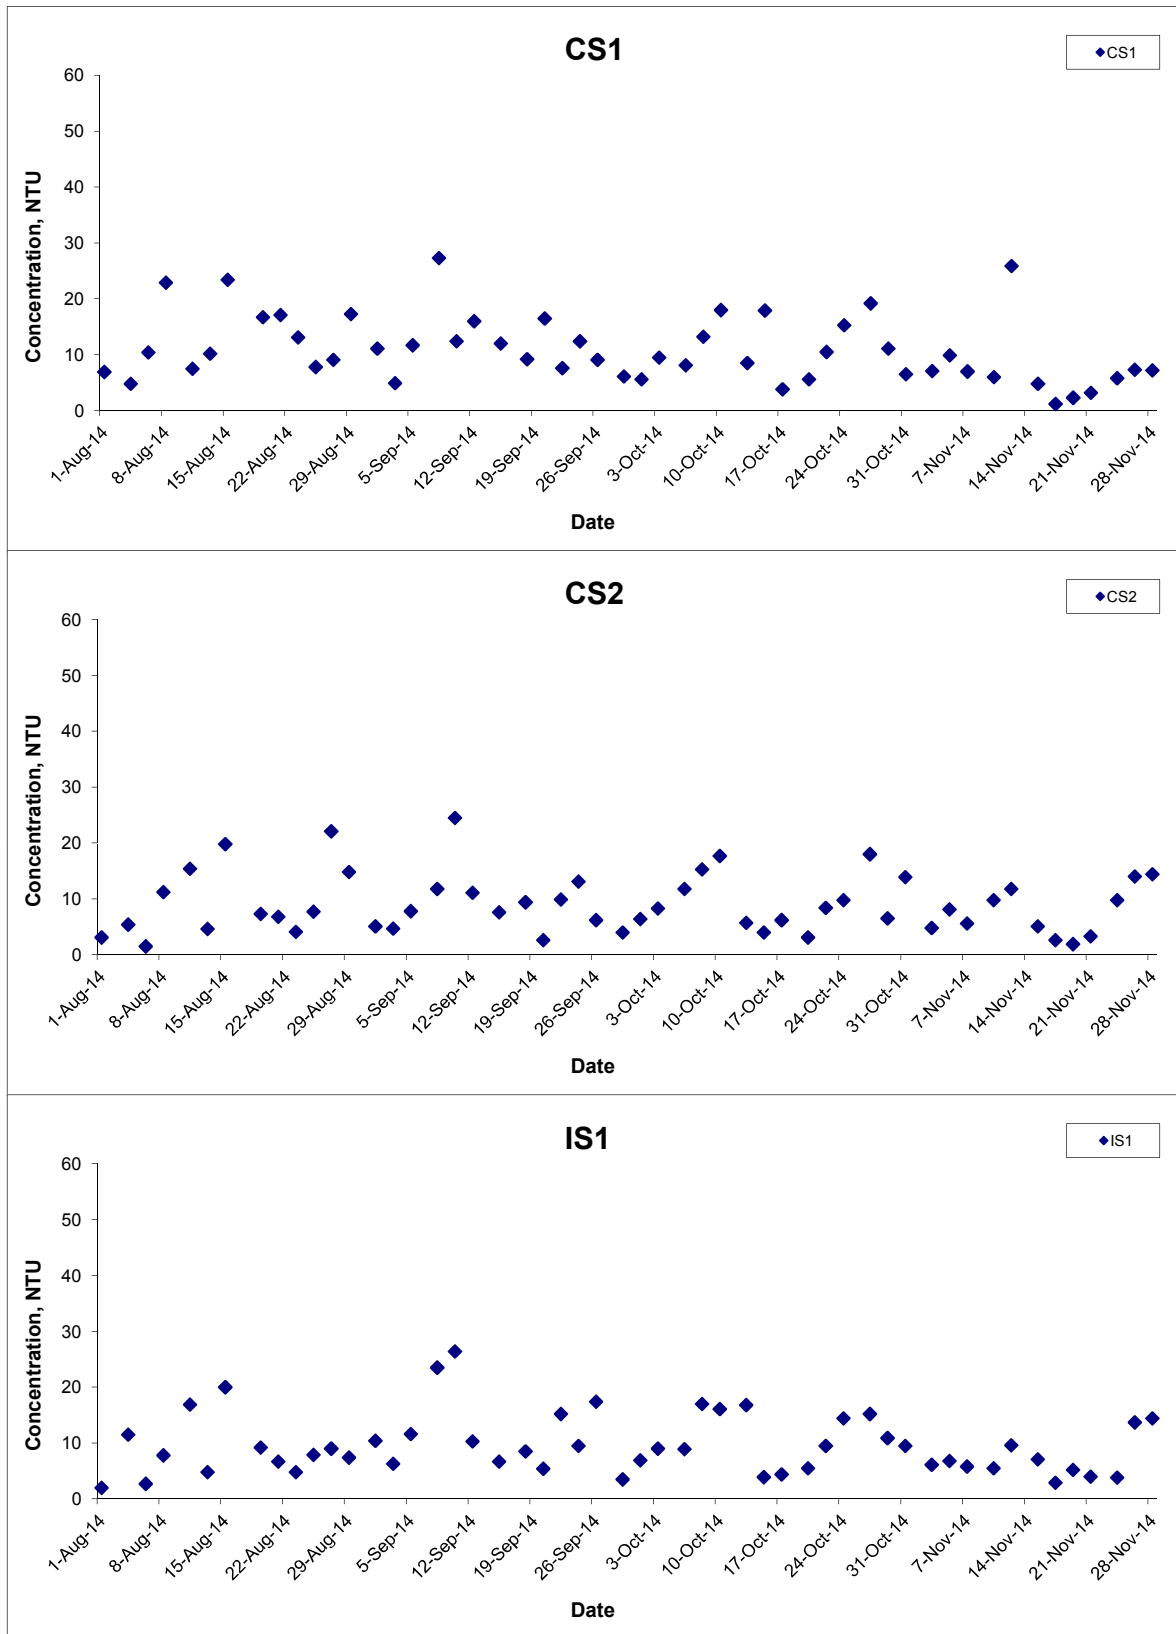 CS1
CS1
60
50
40
30
20
10
0
Concentration, NTU
1-Aug-14
8-Aug-14
15-Aug-14
22-Aug-14
29-Aug-14
5-Sep-14
12-Sep-14
19-Sep-14
26-Sep-14
3-Oct-14
10-Oct-14
17-Oct-14
24-Oct-14
31-Oct-14
7-Nov-14
14-Nov-14
21-Nov-14
28-Nov-14
Date
CS2
CS2
60
50
40
30
20
10
0
Concentration, NTU
1-Aug-14
8-Aug-14
15-Aug-14
22-Aug-14
29-Aug-14
5-Sep-14
12-Sep-14
19-Sep-14
26-Sep-14
3-Oct-14
10-Oct-14
17-Oct-14
24-Oct-14
31-Oct-14
7-Nov-14
14-Nov-14
21-Nov-14
28-Nov-14
Date
IS1
IS1
60
50
40
30
20
10
0
Concentration, NTU
1-Aug-14
8-Aug-14
15-Aug-14
22-Aug-14
29-Aug-14
5-Sep-14
12-Sep-14
19-Sep-14
26-Sep-14
3-Oct-14
10-Oct-14
17-Oct-14
24-Oct-14
31-Oct-14
7-Nov-14
14-Nov-14
21-Nov-14
28-Nov-14
Date